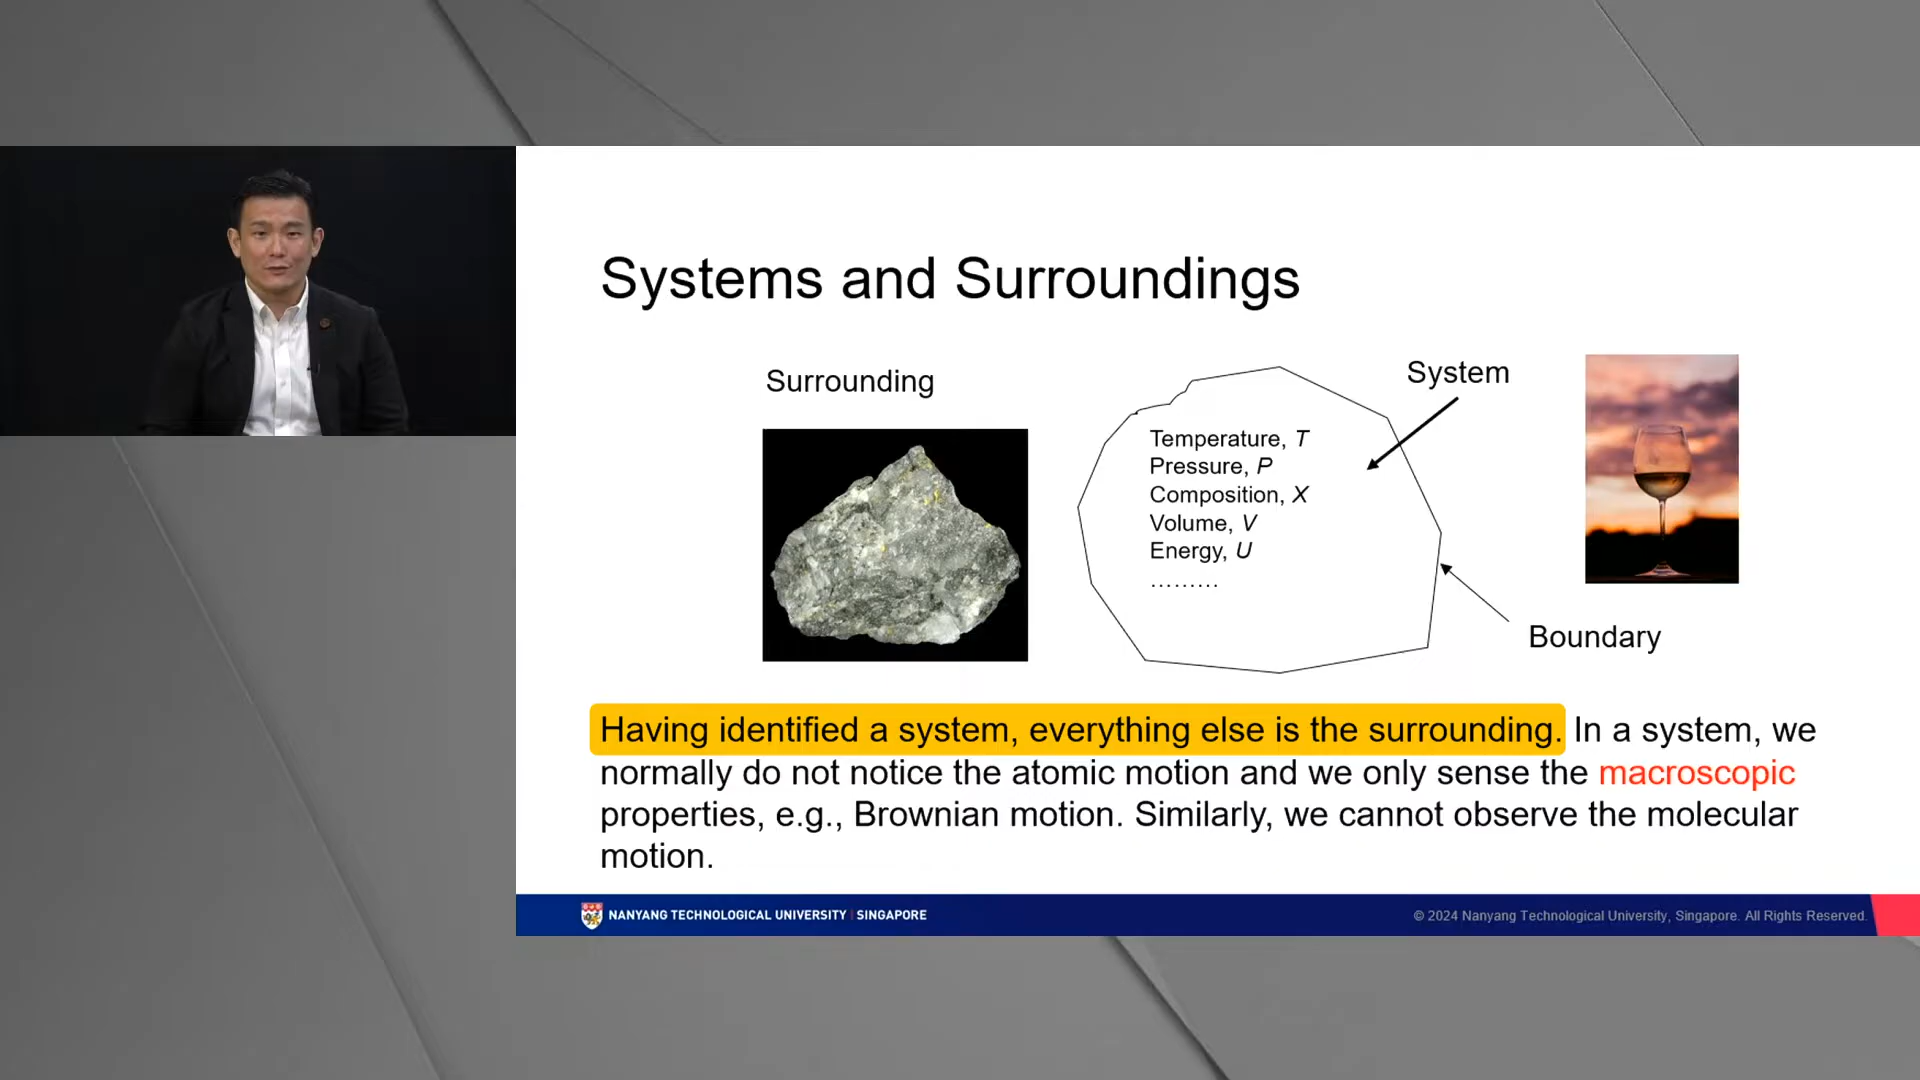 Systems and Surroundings
Surrounding
System
Temperature, T
Pressure, P
Composition, X
Volume, V
Energy, U
………
Boundary
Having identified a system, everything else is the surrounding. In a system, we
normally do not notice the atomic motion and we only sense the macroscopic
properties, e.g., Brownian motion. Similarly, we cannot observe the molecular
motion.
NANYANG TECHNOLOGICAL UNIVERSITY | SINGAPORE
© 2024 Nanyang Technological University, Singapore. All Rights Reserved.